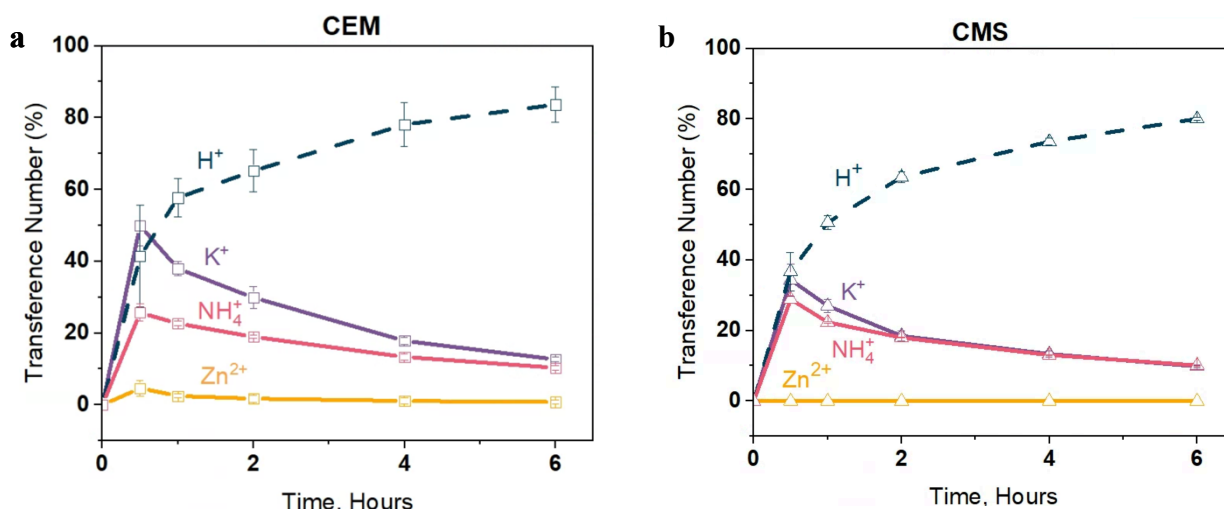 a
CEM
100
80
60
40
20
0
Transference Number (%)
H⁺
K⁺
NH₄⁺
Zn²⁺
0
2
4
6
Time, Hours
b
CMS
100
80
60
40
20
0
Transference Number (%)
H⁺
K⁺
NH₄⁺
Zn²⁺
0
2
4
6
Time, Hours